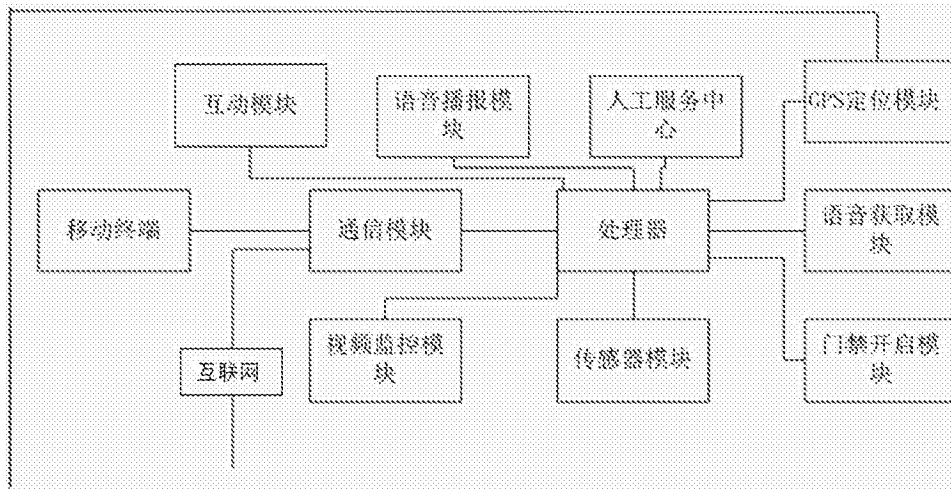 互动模块
语音播报模
块
人工服务中
心
GPS定位模块
移动终端
通信模块
处理器
语音获取模
块
视频监控模
块
传感器模块
门禁开启模
块
互联网